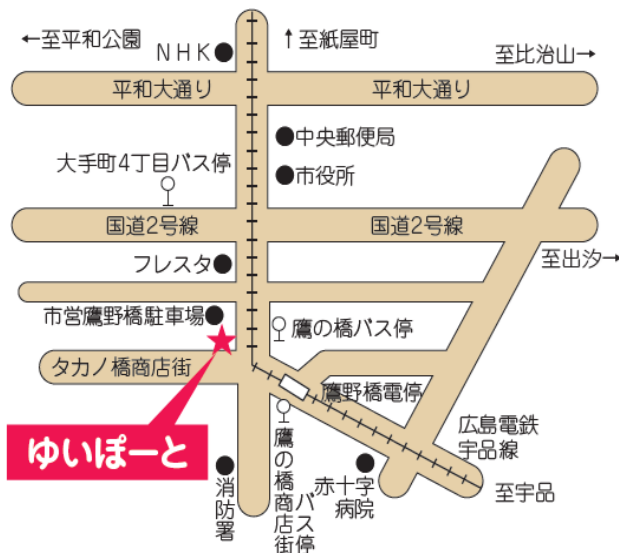 ←至平和公園
NHK
↑至紙屋町
至比治山→
平和大通り
平和大通り
中央郵便局
大手町4丁目バス停
市役所
国道2号線
国道2号線
フレスタ
至出汐→
市営鷹野橋駐車場
鷹の橋バス停
タカノ橋商店街
鷹野橋電停
ゆいぽーと
広島電鉄
宇品線
消防署
鷹の橋商店街
バス停
赤十字
病院
至宇品